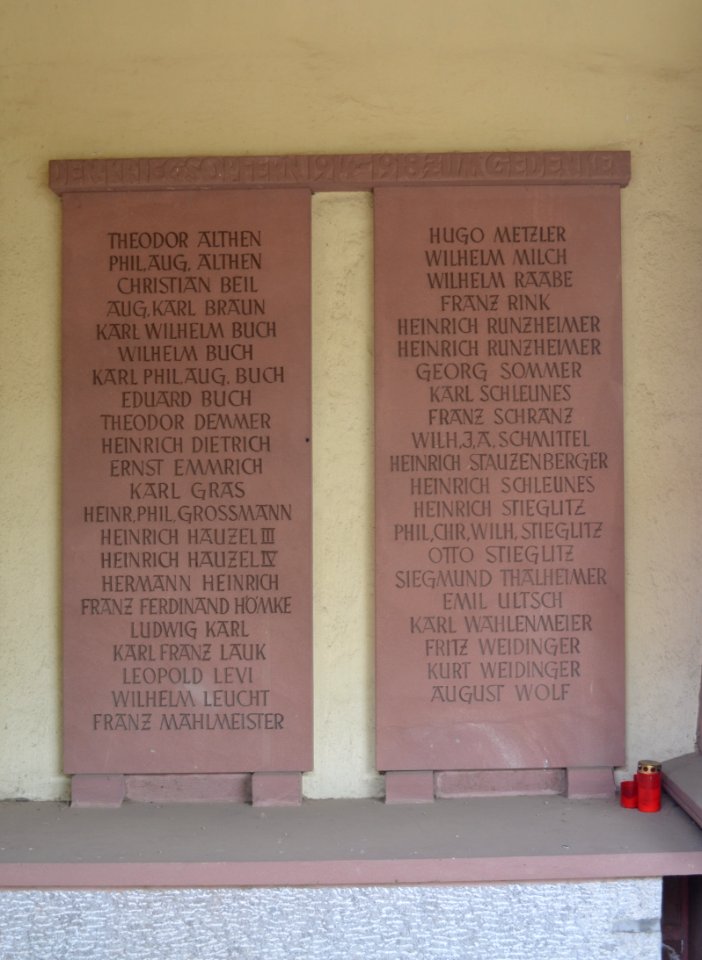 1914-1918 ZUM GEDENKEN
THEODOR ALTHEN
PHIL.AUG. ALTHEN
CHRISTIAN BEIL
AUG.KARL BRAUN
KARL WILHELM BUCH
WILHELM BUCH
KARL PHIL.AUG. BUCH
EDUARD BUCH
THEODOR DEMMER
HEINRICH DIETRICH
ERNST EMMRICH
KARL GRAS
HEINR.PHIL.GROSSMANN
HEINRICH HAUZEL III
HEINRICH HAUZEL IV
HERMANN HEINRICH
FRANZ FERDINAND HÖMKE
LUDWIG KARL
KARL FRANZ LAUK
LEOPOLD LEVI
WILHELM LEUCHT
FRANZ MAHLMEISTER
HUGO METZLER
WILHELM MILCH
WILHELM RAABE
FRANZ RINK
HEINRICH RUNZHEIMER
HEINRICH RUNZHEIMER
GEORG SOMMER
KARL SCHLEUNES
FRANZ SCHRANZ
WILH.J.A. SCHMITTEL
HEINRICH STAUZENBERGER
HEINRICH SCHLEUNES
HEINRICH STIEGLITZ
PHIL.CHR.WILH. STIEGLITZ
OTTO STIEGLITZ
SIEGMUND THALHEIMER
EMIL ULTSCH
KARL WAHLENMEIER
FRITZ WEIDINGER
KURT WEIDINGER
AUGUST WOLF